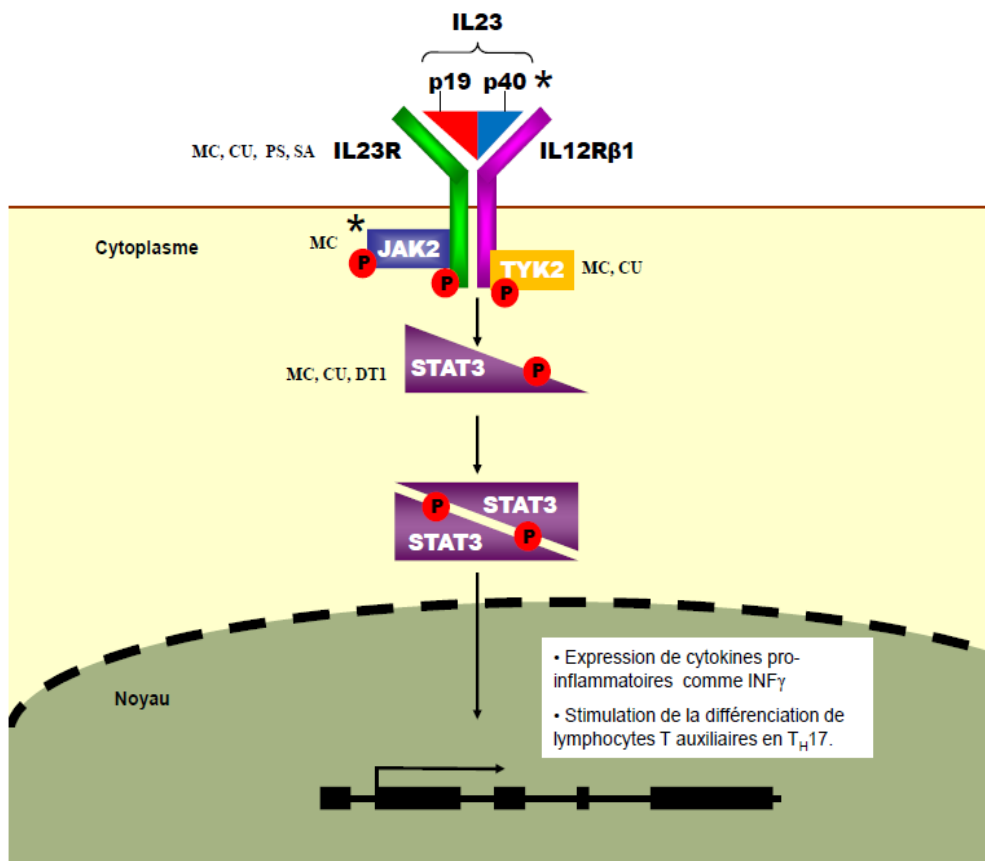 IL23
p19 p40 *
MC, CU, PS, SA IL23R IL12Rβ1
Cytoplasme
*
MC JAK2
P
P
TYK2 MC, CU
P
MC, CU, DT1 STAT3 P
P STAT3
STAT3 P
Noyau
• Expression de cytokines pro-
inflammatoires comme INFγ
• Stimulation de la différenciation de
lymphocytes T auxiliaires en TH17.